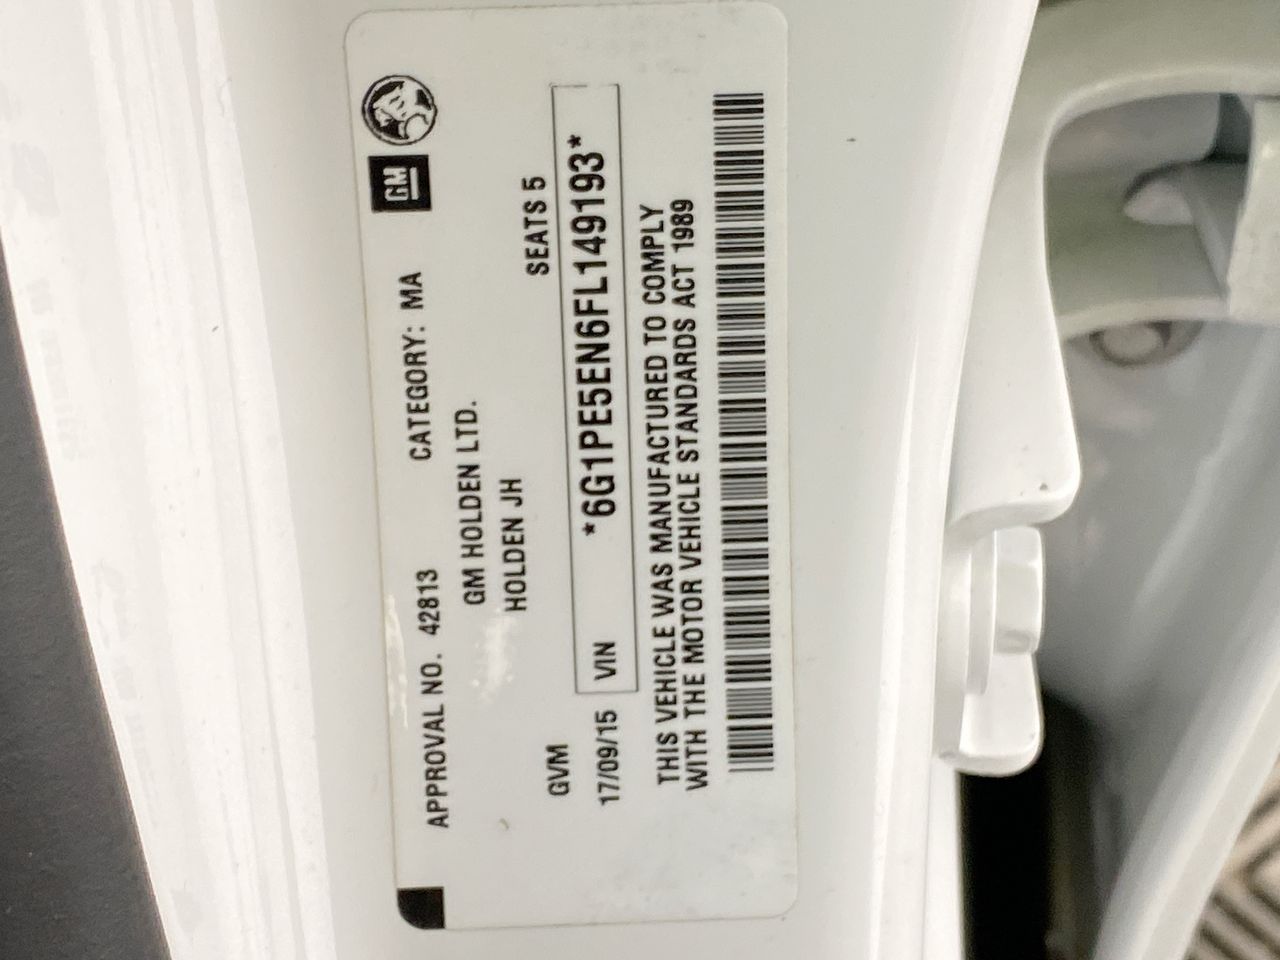 GM
APPROVAL NO. 42813 CATEGORY: MA
GM HOLDEN LTD.
HOLDEN JH
GVM SEATS 5
17/09/15 VIN *6G1PE5EN6FL149193*
THIS VEHICLE WAS MANUFACTURED TO COMPLY
WITH THE MOTOR VEHICLE STANDARDS ACT 1989